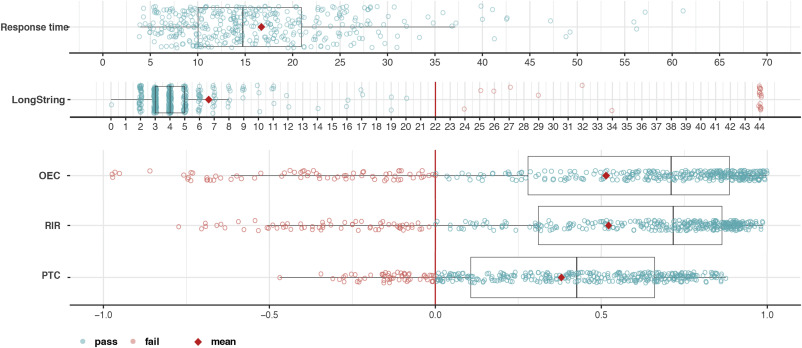 Response time
0 5 10 15 20 25 30 35 40 45 50 55 60 65 70
LongString
0 1 2 3 4 5 6 7 8 9 10 11 12 13 14 15 16 17 18 19 20 21 22 23 24 25 26 27 28 29 30 31 32 33 34 35 36 37 38 39 40 41 42 43 44
OEC
RIR
PTC
−1.0 −0.5 0.0 0.5 1.0
pass fail mean